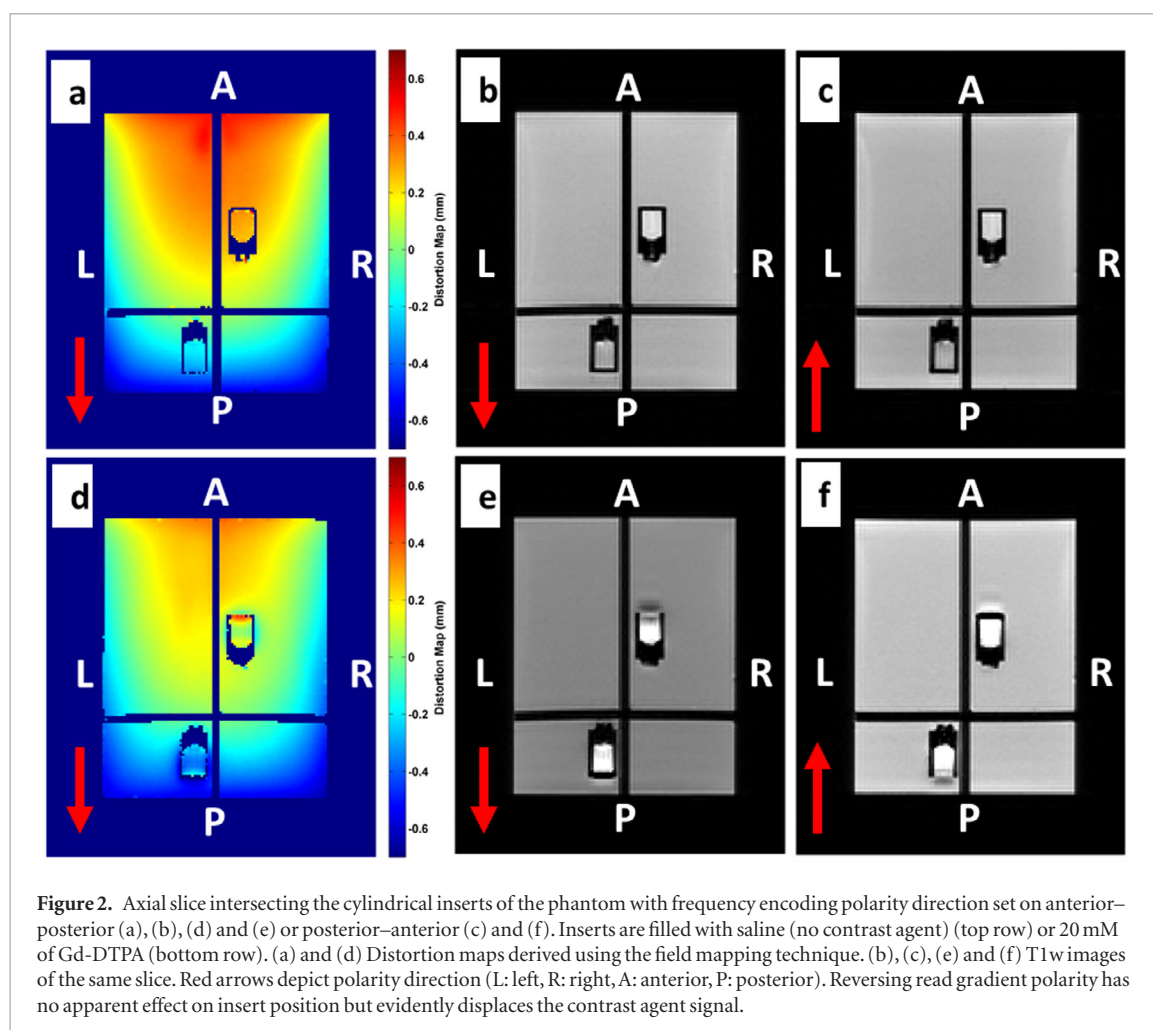 a
A
L
R
P
0.6
0.4
0.2
0
-0.2
-0.4
-0.6
Distortion Map (mm)
b
A
L
P
c
A
L
R
P
d
A
L
R
P
0.6
0.4
0.2
0
-0.2
-0.4
-0.6
Distortion Map (mm)
e
A
L
R
P
f
A
L
R
P
Figure 2. Axial slice intersecting the cylindrical inserts of the phantom with frequency encoding polarity direction set on anterior–
posterior (a), (b), (d) and (e) or posterior–anterior (c) and (f). Inserts are filled with saline (no contrast agent) (top row) or 20 mM
of Gd-DTPA (bottom row). (a) and (d) Distortion maps derived using the field mapping technique. (b), (c), (e) and (f) T1w images
of the same slice. Red arrows depict polarity direction (L: left, R: right, A: anterior, P: posterior). Reversing read gradient polarity has
no apparent effect on insert position but evidently displaces the contrast agent signal.